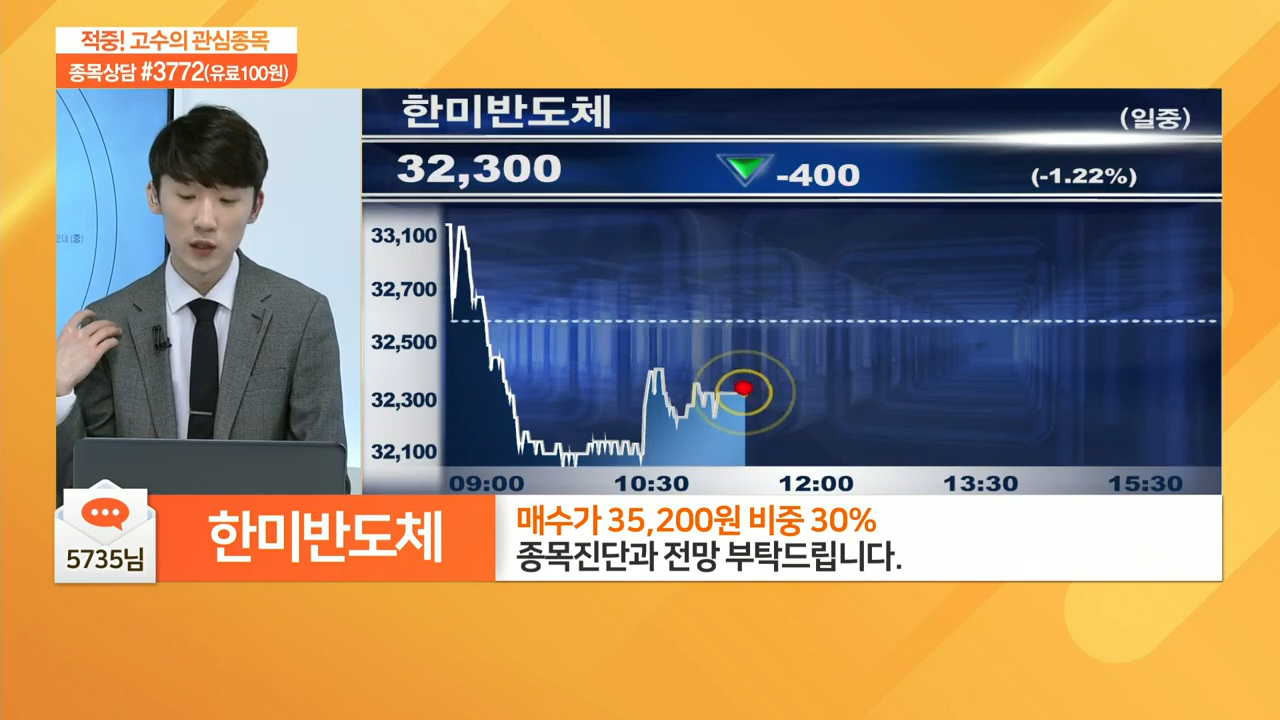 적중! 고수의 관심종목
종목상담 #3772(유료100원)
한미반도체
(일중)
32,300
-400
(-1.22%)
33,100
32,700
32,500
32,300
32,100
09:00
10:30
12:00
13:30
15:30
5735님
한미반도체
매수가 35,200원 비중 30%
종목진단과 전망 부탁드립니다.